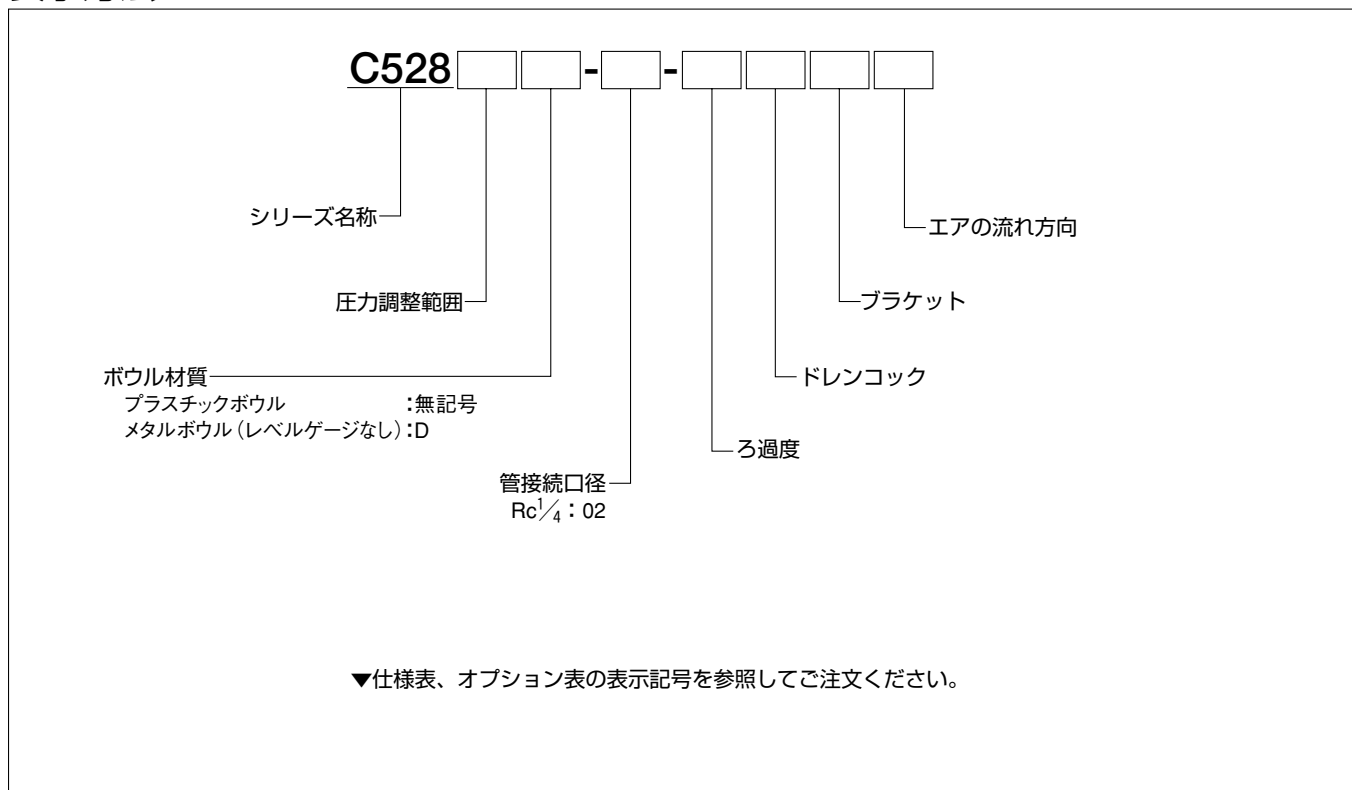 C528 - -
シリーズ名称
エアの流れ方向
圧力調整範囲
ブラケット
ボウル材質
ドレンコック
プラスチックボウル :無記号
メタルボウル(レベルゲージなし):D
ろ過度
管接続口径
Rc1/4:02
▼仕様表、オプション表の表示記号を参照してご注文ください。